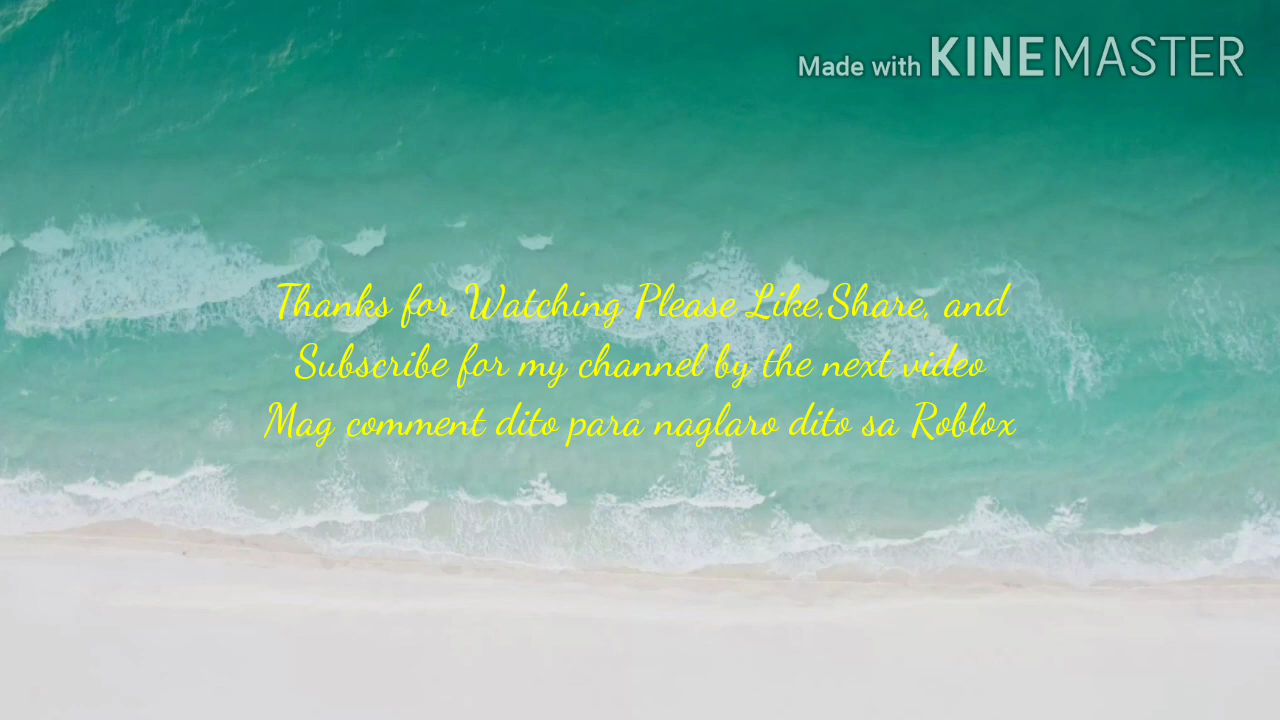 Made with KINEMASTER
Thanks for Watching Please Like,Share, and
Subscribe for my channel by the next video
Mag comment dito para naglaro dito sa Roblox